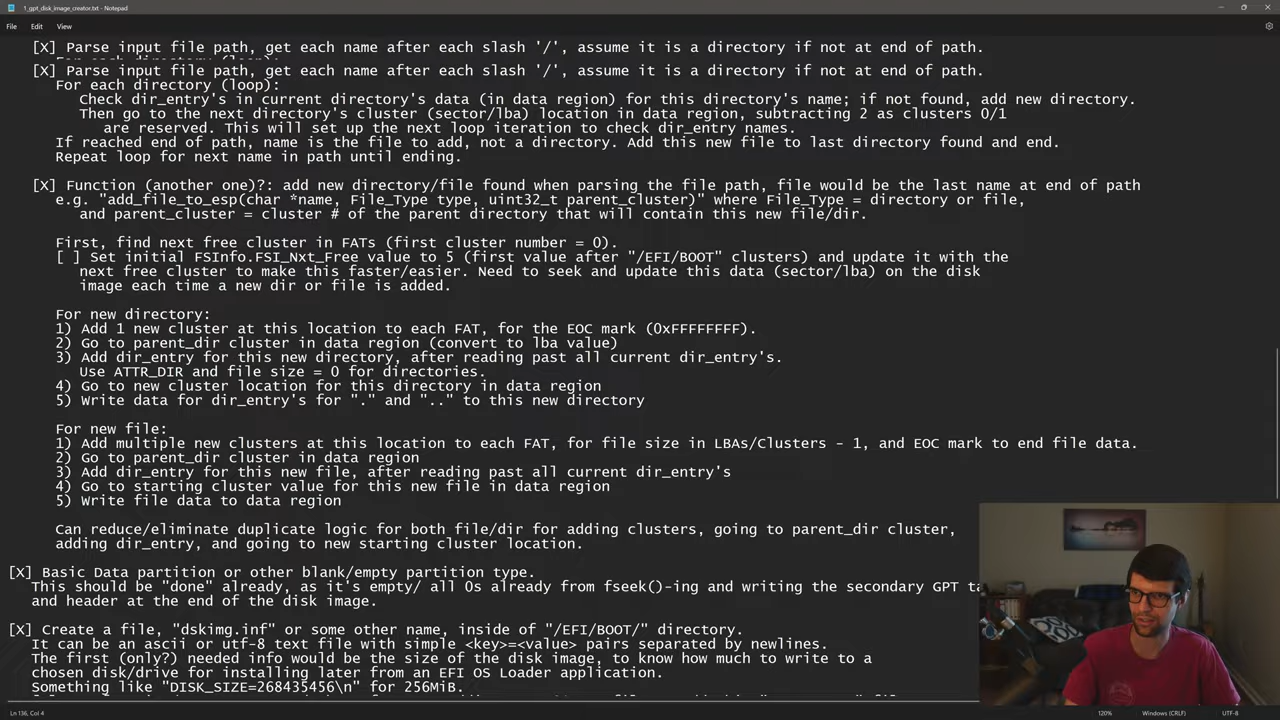 1_gpt_disk_image_creator.txt - Notepad
File Edit View
[X] Parse input file path, get each name after each slash '/', assume it is a directory if not at end of path.
[X] Parse input file path, get each name after each slash '/', assume it is a directory if not at end of path.
For each directory (loop):
Check dir_entry's in current directory's data (in data region) for this directory's name; if not found, add new directory.
Then go to the next directory's cluster (sector/lba) location in data region, subtracting 2 as clusters 0/1
are reserved. This will set up the next loop iteration to check dir_entry names.
If reached end of path, name is the file to add, not a directory. Add this new file to last directory found and end.
Repeat loop for next name in path until ending.
[X] Function (another one)?: add new directory/file found when parsing the file path, file would be the last name at end of path
e.g. "add_file_to_esp(char *name, File_Type type, uint32_t parent_cluster)" where File_Type = directory or file,
and parent_cluster = cluster # of the parent directory that will contain this new file/dir.
First, find next free cluster in FATs (first cluster number = 0).
[ ] Set initial FSInfo.FSI_Nxt_Free value to 5 (first value after "/EFI/BOOT" clusters) and update it with the
next free cluster to make this faster/easier. Need to seek and update this data (sector/lba) on the disk
image each time a new dir or file is added.
For new directory:
1) Add 1 new cluster at this location to each FAT, for the EOC mark (0xFFFFFFFF).
2) Go to parent_dir cluster in data region (convert to lba value)
3) Add dir_entry for this new directory, after reading past all current dir_entry's.
Use ATTR_DIR and file size = 0 for directories.
4) Go to new cluster location for this directory in data region
5) Write data for dir_entry's for "." and ".." to this new directory
For new file:
1) Add multiple new clusters at this location to each FAT, for file size in LBAs/Clusters - 1, and EOC mark to end file data.
2) Go to parent_dir cluster in data region
3) Add dir_entry for this new file, after reading past all current dir_entry's
4) Go to starting cluster value for this new file in data region
5) Write file data to data region
Can reduce/eliminate duplicate logic for both file/dir for adding clusters, going to parent_dir cluster,
adding dir_entry, and going to new starting cluster location.
[X] Basic Data partition or other blank/empty partition type.
This should be "done" already, as it's empty/ all 0s already from fseek()-ing and writing the secondary GPT ta
and header at the end of the disk image.
[X] Create a file, "dskimg.inf" or some other name, inside of "/EFI/BOOT/" directory.
It can be an ascii or utf-8 text file with simple <key>=<value> pairs separated by newlines.
The first (only?) needed info would be the size of the disk image, to know how much to write to a
chosen disk/drive for installing later from an EFI OS Loader application.
Something like "DISK_SIZE=268435456\n" for 256MiB.
Ln 136, Col 4
120%
Windows (CRLF)
UTF-8